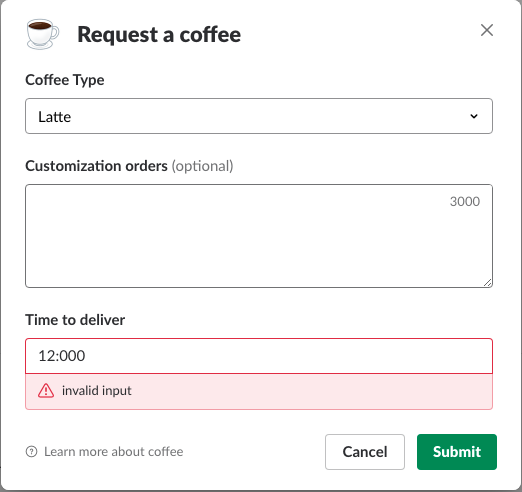 Request a coffee
Coffee Type
Latte
Customization orders (optional)
3000
Time to deliver
12:000
invalid input
Learn more about coffee
Cancel
Submit